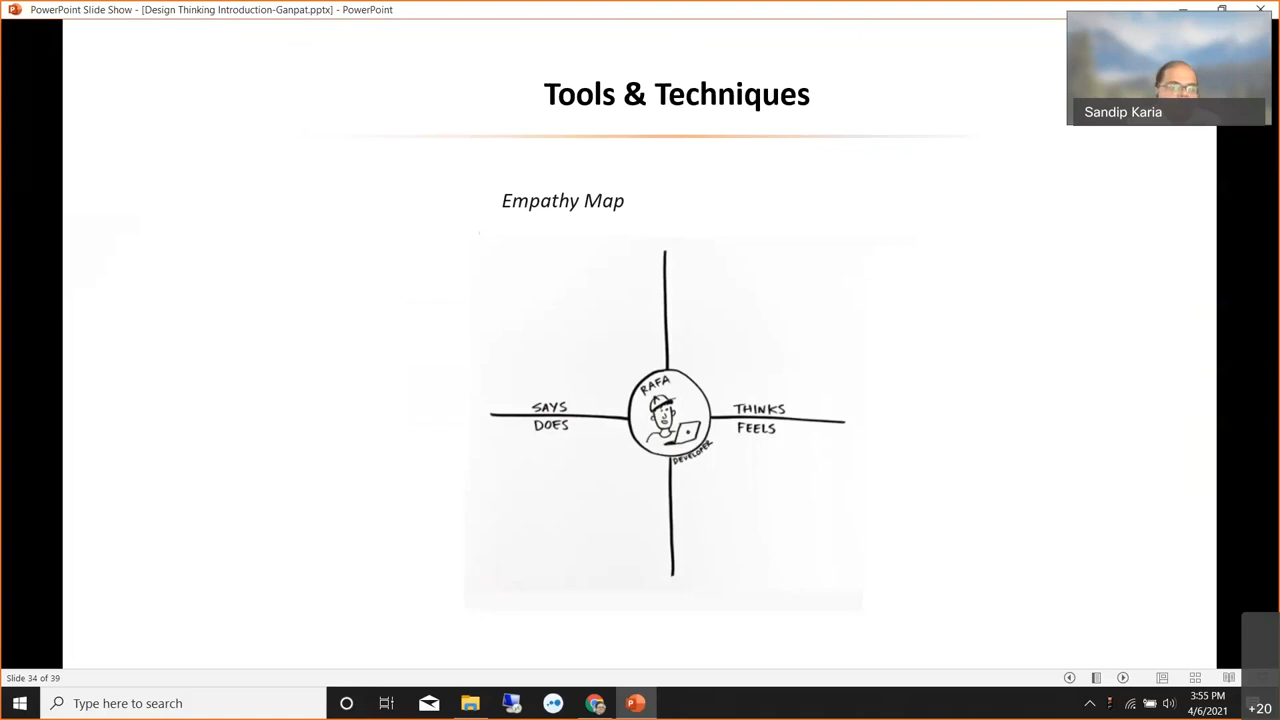 PowerPoint Slide Show - [Design Thinking Introduction-Ganpat.pptx] - PowerPoint
Sandip Karia
Tools & Techniques
Empathy Map
RAFA
SAYS
THINKS
DOES
FEELS
DEVELOPER
Slide 34 of 39
Type here to search
3:55 PM
4/6/2021
+20